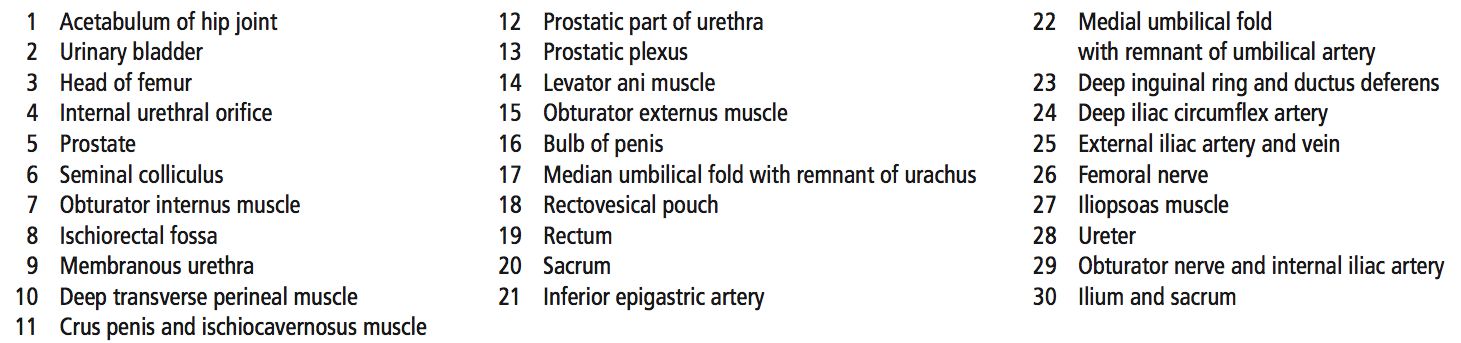 1 Acetabulum of hip joint
2 Urinary bladder
3 Head of femur
4 Internal urethral orifice
5 Prostate
6 Seminal colliculus
7 Obturator internus muscle
8 Ischiorectal fossa
9 Membranous urethra
10 Deep transverse perineal muscle
11 Crus penis and ischiocavernosus muscle
12 Prostatic part of urethra
13 Prostatic plexus
14 Levator ani muscle
15 Obturator externus muscle
16 Bulb of penis
17 Median umbilical fold with remnant of urachus
18 Rectovesical pouch
19 Rectum
20 Sacrum
21 Inferior epigastric artery
22 Medial umbilical fold
with remnant of umbilical artery
23 Deep inguinal ring and ductus deferens
24 Deep iliac circumflex artery
25 External iliac artery and vein
26 Femoral nerve
27 Iliopsoas muscle
28 Ureter
29 Obturator nerve and internal iliac artery
30 Ilium and sacrum